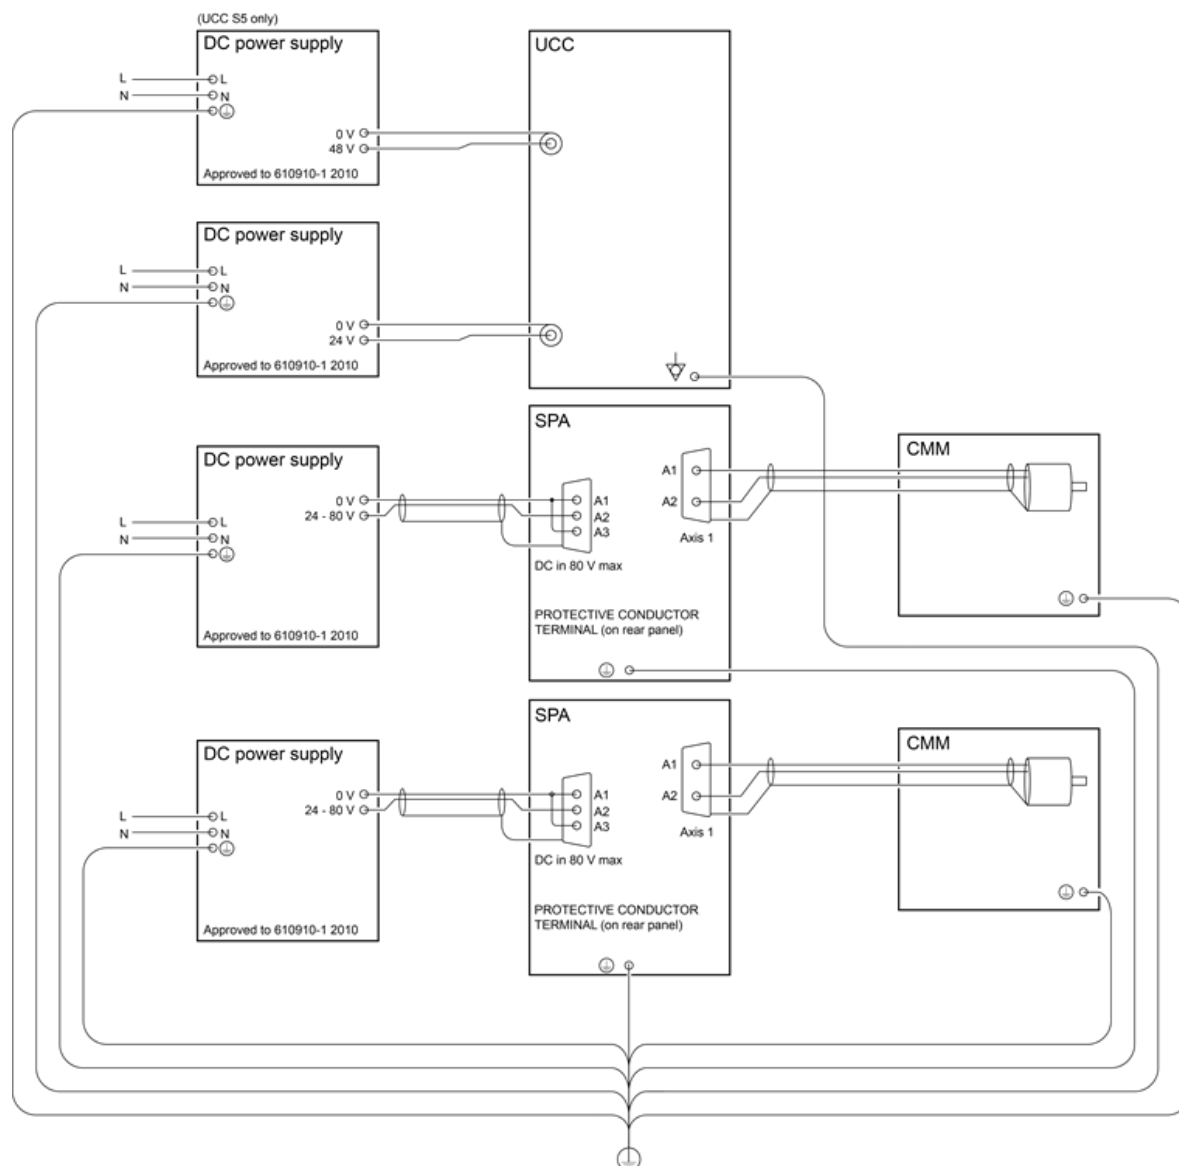 (UCC S5 only)
DC power supply
L
L
N
N
0 V
48 V
Approved to 610910-1 2010
UCC
DC power supply
L
L
N
N
0 V
24 V
Approved to 610910-1 2010
DC power supply
0 V
24 - 80 V
L
L
N
N
Approved to 610910-1 2010
SPA
A1
A2
A3
DC in 80 V max
A1
A2
Axis 1
PROTECTIVE CONDUCTOR
TERMINAL (on rear panel)
CMM
DC power supply
0 V
24 - 80 V
L
L
N
N
Approved to 610910-1 2010
SPA
A1
A2
A3
DC in 80 V max
A1
A2
Axis 1
PROTECTIVE CONDUCTOR
TERMINAL (on rear panel)
CMM